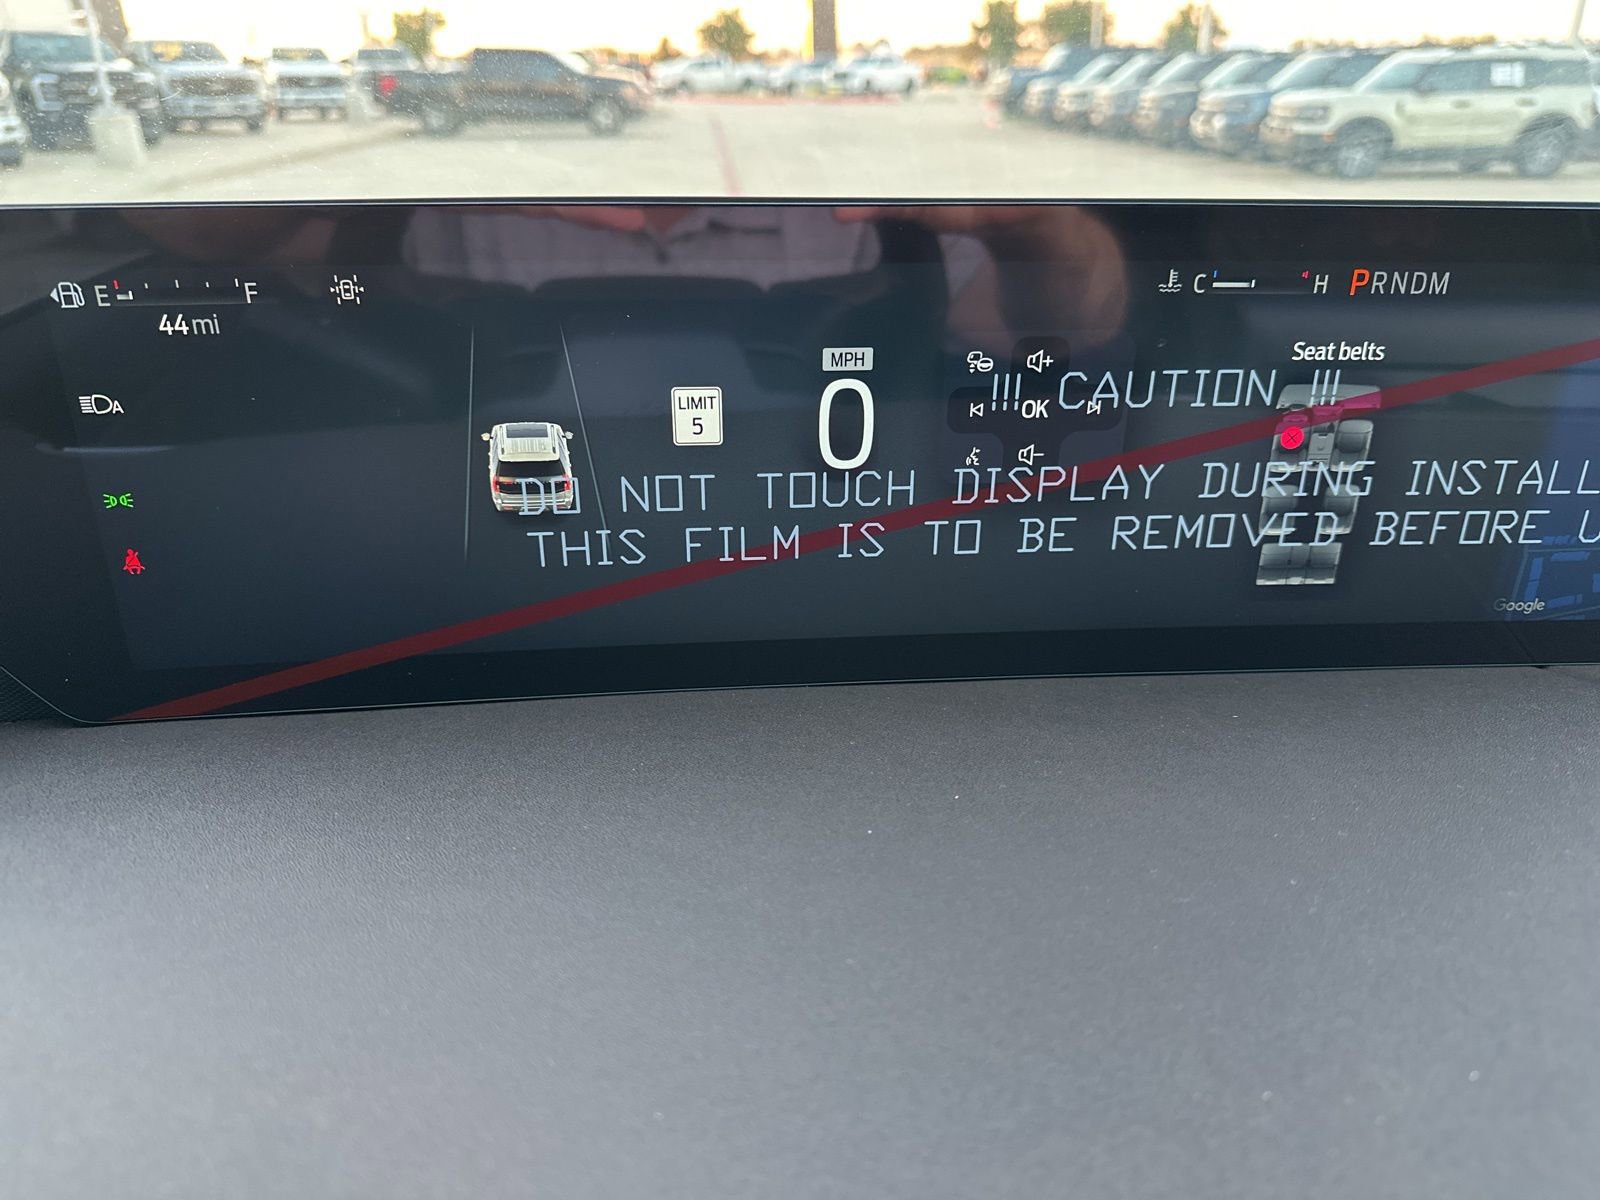 E F
44mi
A
LIMIT
5
MPH
0
OK
C H PRNDM
Seat belts
!!! CAUTION !!!
DO NOT TOUCH DISPLAY DURING INSTALL
THIS FILM IS TO BE REMOVED BEFORE U
Google